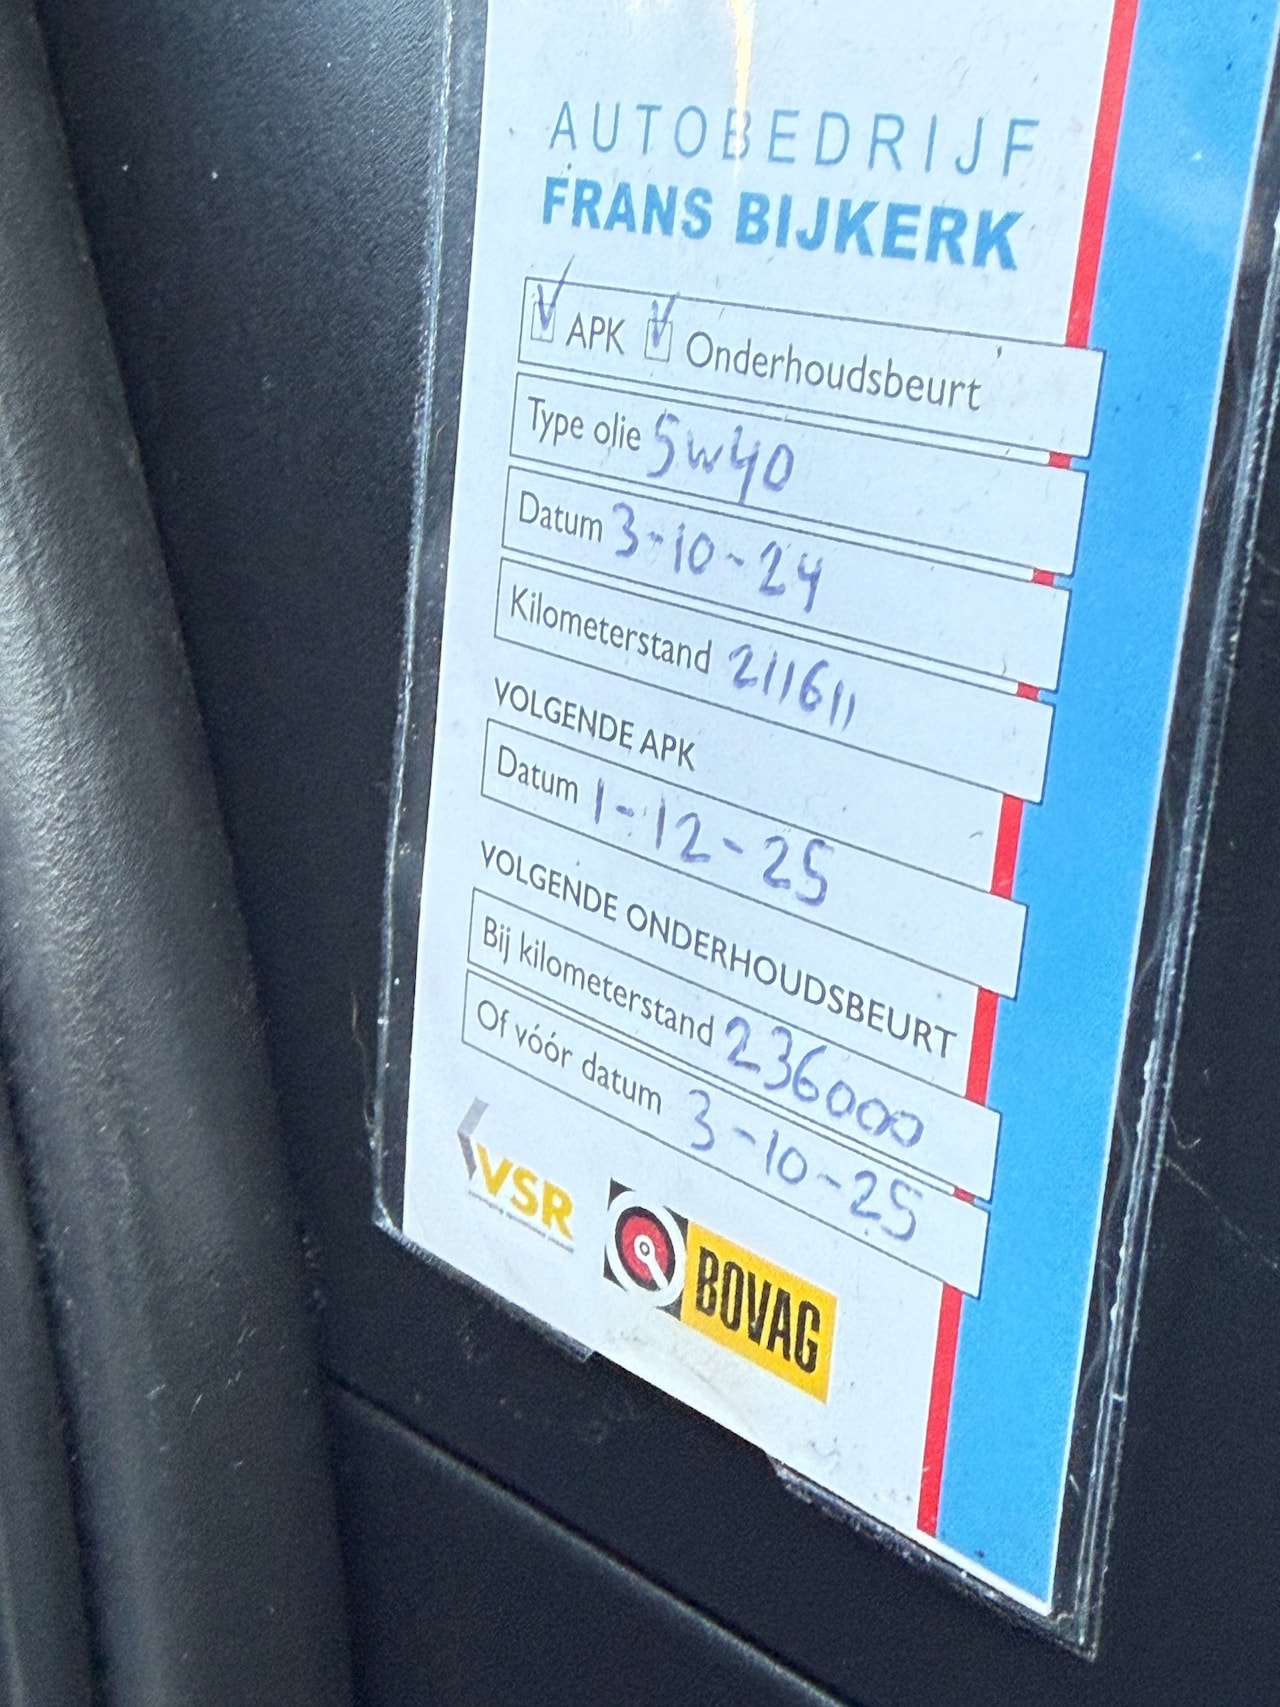 AUTOBEDRIJF
FRANS BIJKERK
APK Onderhoudsbeurt
Type olie 5w40
Datum 3-10-24
Kilometerstand 211611
VOLGENDE APK
Datum 1-12-25
VOLGENDE ONDERHOUDSBEURT
Bij kilometerstand 236000
Of vóór datum 3-10-25
VSR
BOVAG